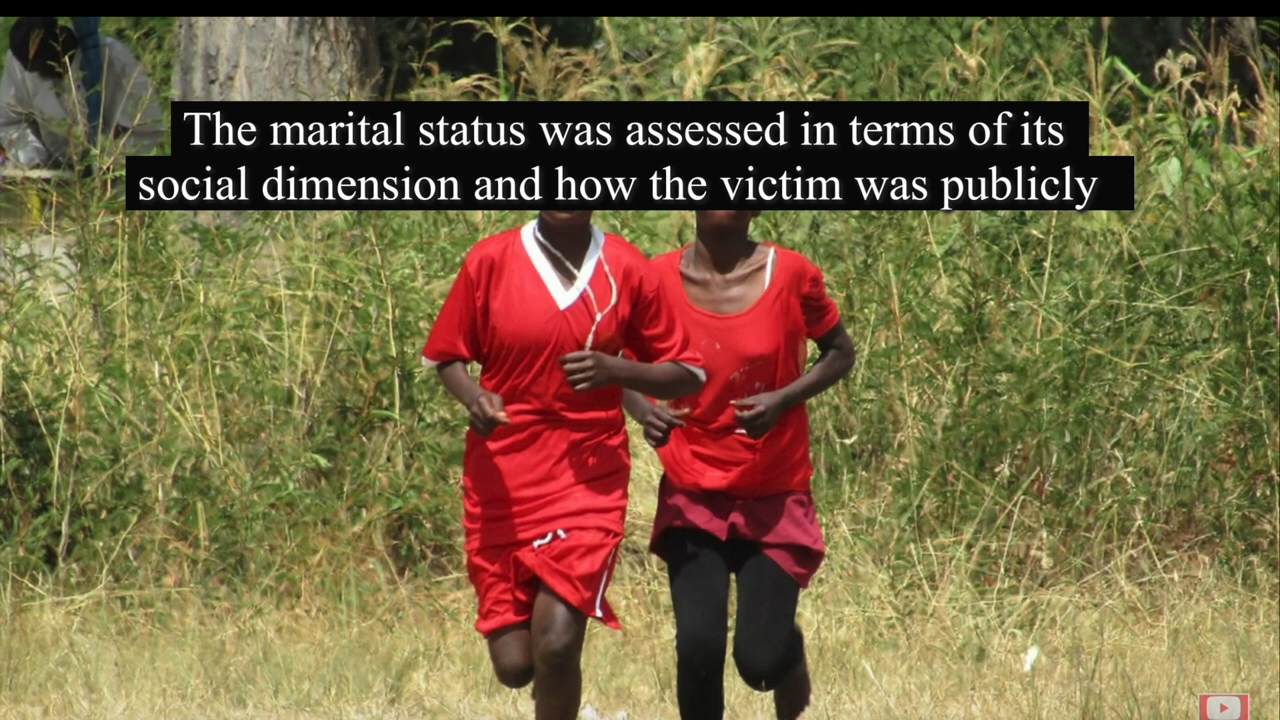 The marital status was assessed in terms of its
social dimension and how the victim was publicly